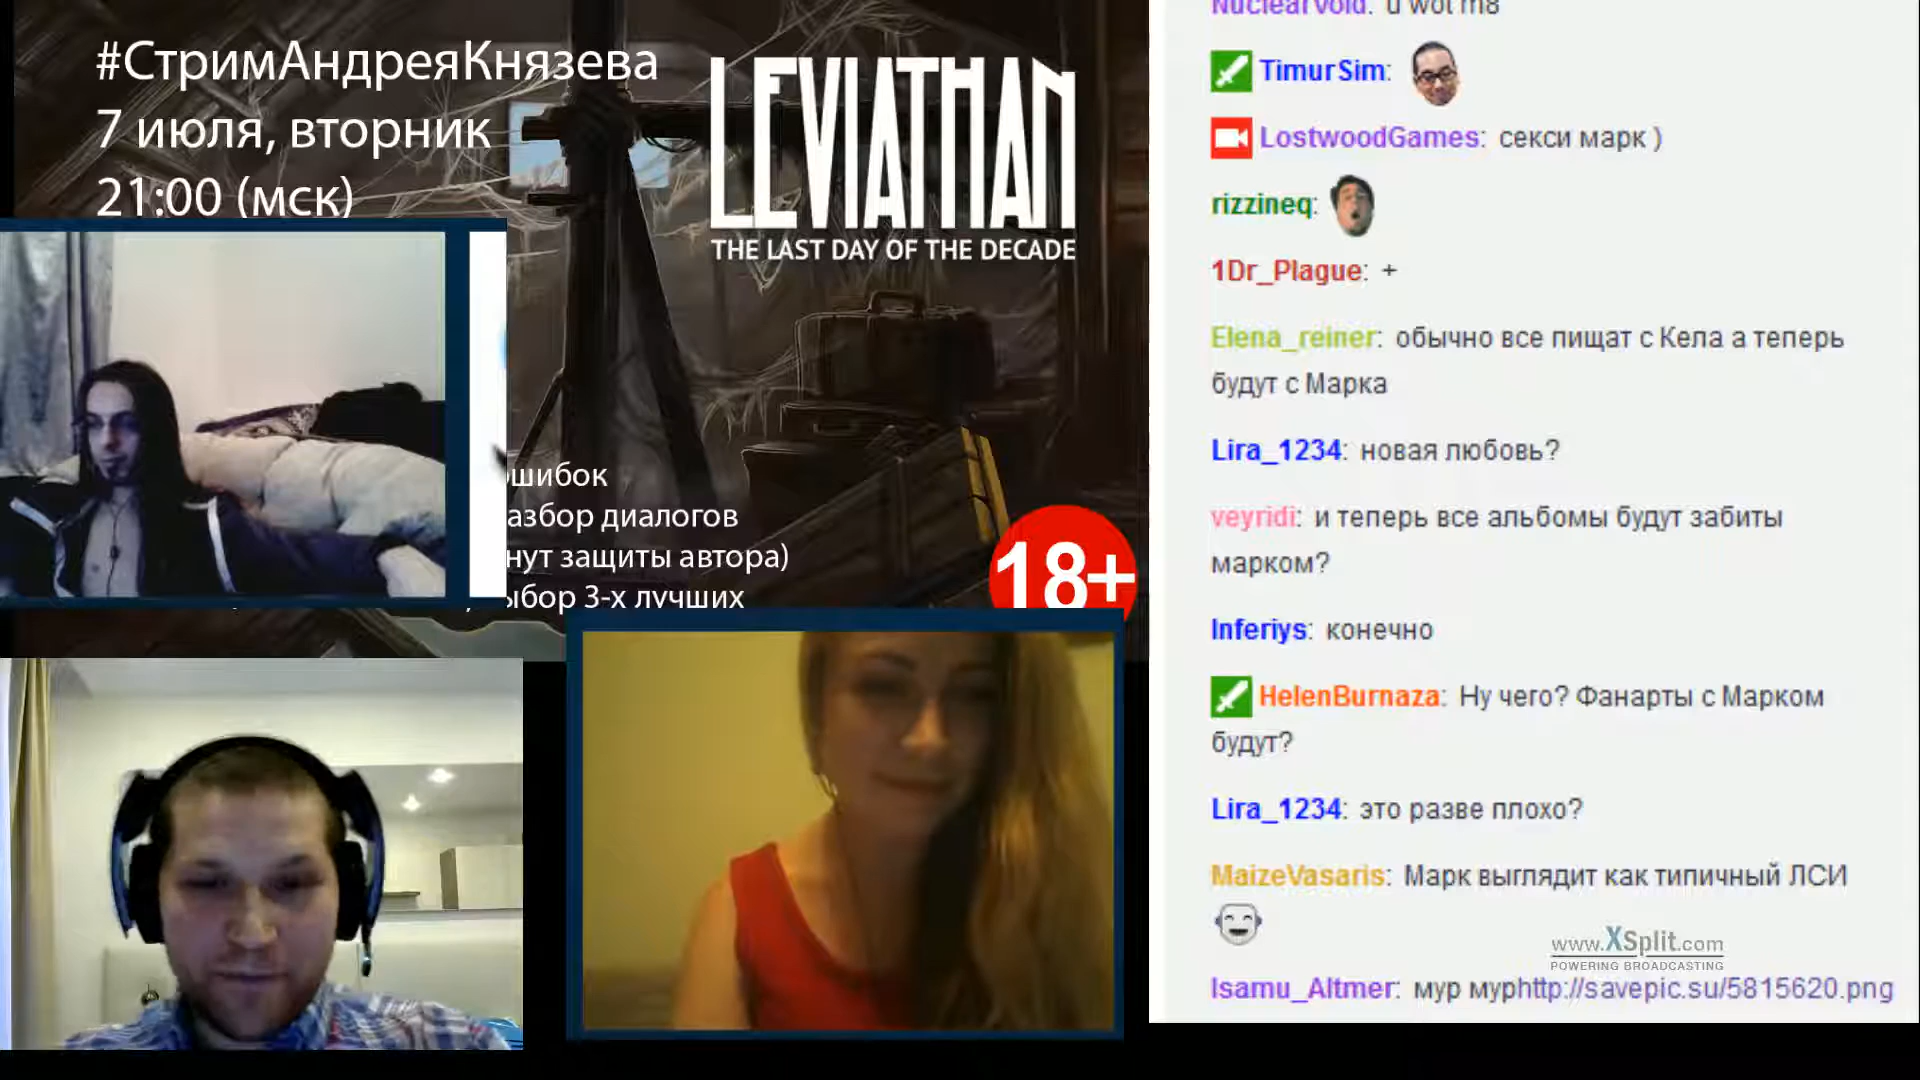 #СтримАндреяКнязева
7 июля, вторник
21:00 (мск)
LEVIATHAN
THE LAST DAY OF THE DECADE
ошибок
азбор диалогов
нут защиты автора)
ыбор 3-х лучших
18+
NuclearVoid: u wot m8
TimurSim:
LostwoodGames: секси марк )
rizzineq:
1Dr_Plague: +
Elena_reiner: обычно все пищат с Кела а теперь
будут с Марка
Lira_1234: новая любовь?
veyridi: и теперь все альбомы будут забиты
марком?
Inferiys: конечно
HelenBurnaza: Ну чего? Фанарты с Марком
будут?
Lira_1234: это разве плохо?
MaizeVasaris: Марк выглядит как типичный ЛСИ
www.XSplit.com
POWERING BROADCASTING
Isamu_Altmer: мур мурhttp://savepic.su/5815620.png